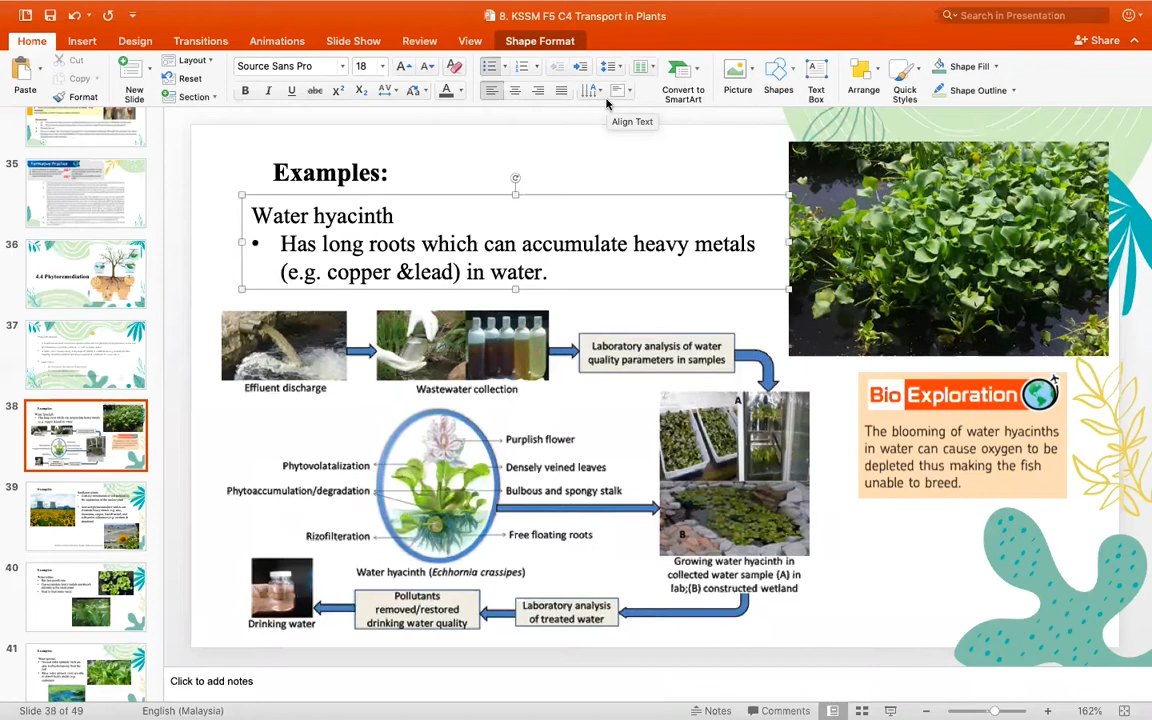 8. KSSM F5 C4 Transport in Plants
Search in Presentation
Home Insert Design Transitions Animations Slide Show Review View Shape Format
Share
Paste
Cut
Copy
Format
New
Slide
Layout
Reset
Section
Source Sans Pro 18
Align Text
Convert to
SmartArt
Picture
Shapes
Text
Box
Arrange
Quick
Styles
Shape Fill
Shape Outline
35
Formative Practice
36
4.4 Phytoremediation
37
38
39
40
41
Examples:
Water hyacinth
• Has long roots which can accumulate heavy metals
(e.g. copper &lead) in water.
Effluent discharge
Wastewater collection
Laboratory analysis of water
quality parameters in samples
Purplish flower
Phytovolatalization
Densely veined leaves
Phytoaccumulation/degradation
Bulbous and spongy stalk
Rizofilteration
Free floating roots
Water hyacinth (Echhornia crassipes)
A
B
Growing water hyacinth in
collected water sample (A) in
lab;(B) constructed wetland
Laboratory analysis
of treated water
Pollutants
removed/restored
drinking water quality
Drinking water
Bio Exploration
The blooming of water hyacinths
in water can cause oxygen to be
depleted thus making the fish
unable to breed.
Click to add notes
Slide 38 of 49 English (Malaysia)
Notes Comments 162%